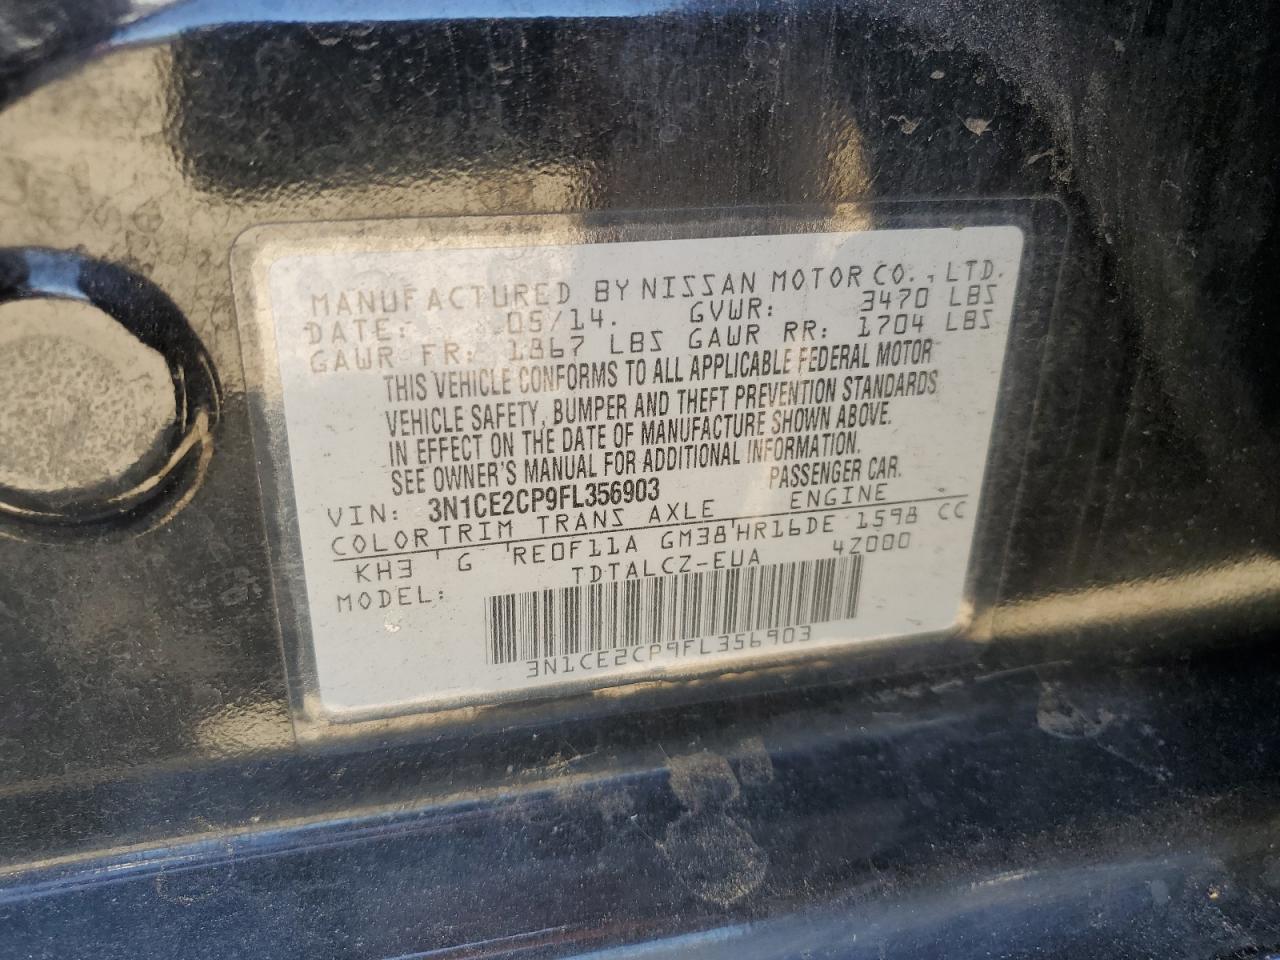 MANUFACTURED BY NISSAN MOTOR CO., LTD.
DATE: 05/14. GVWR: 3470 LBS
GAWR FR: 1867 LBS GAWR RR: 1704 LBS
THIS VEHICLE CONFORMS TO ALL APPLICABLE FEDERAL MOTOR
VEHICLE SAFETY, BUMPER AND THEFT PREVENTION STANDARDS
IN EFFECT ON THE DATE OF MANUFACTURE SHOWN ABOVE.
SEE OWNER'S MANUAL FOR ADDITIONAL INFORMATION.
VIN: 3N1CE2CP9FL356903 PASSENGER CAR.
COLOR TRIM TRANS AXLE ENGINE
KH3 G RE0F11A GM38 HR16DE 1598 CC
MODEL: TDTALCZ-EUA 4Z000
3N1CE2CP9FL356903